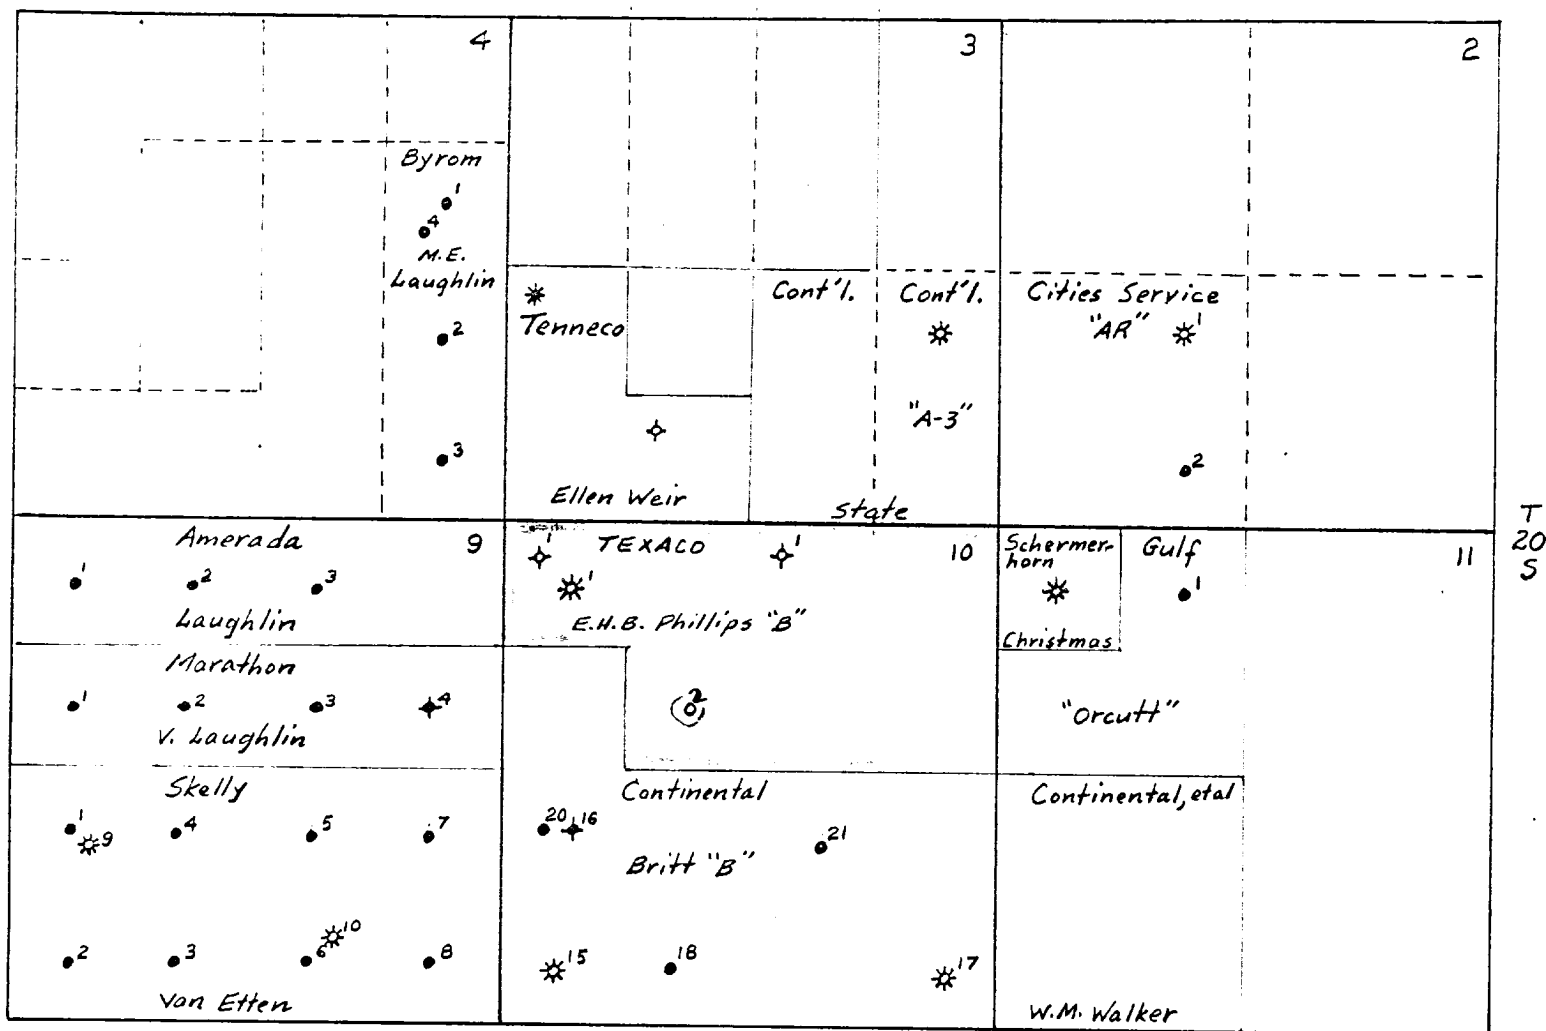 4
3
2
Byrom
1
4
M.E.
Laughlin
2
3
Tenneco
Ellen Weir
Cont'l.
Cont'l.
"A-3"
State
Cities Service
"AR"
1
2
T
20
S
Amerada
9
1
2
3
Laughlin
Marathon
1
2
3
4
V. Laughlin
Skelly
1
9
4
5
7
10
2
3
6
8
Van Etten
1
TEXACO
1
10
1
E.H.B. Phillips "B"
2
Continental
20
16
21
Britt "B"
15
18
17
Schermer-
horn
Christmas
Gulf
11
1
"Orcutt"
Continental, etal
W.M. Walker